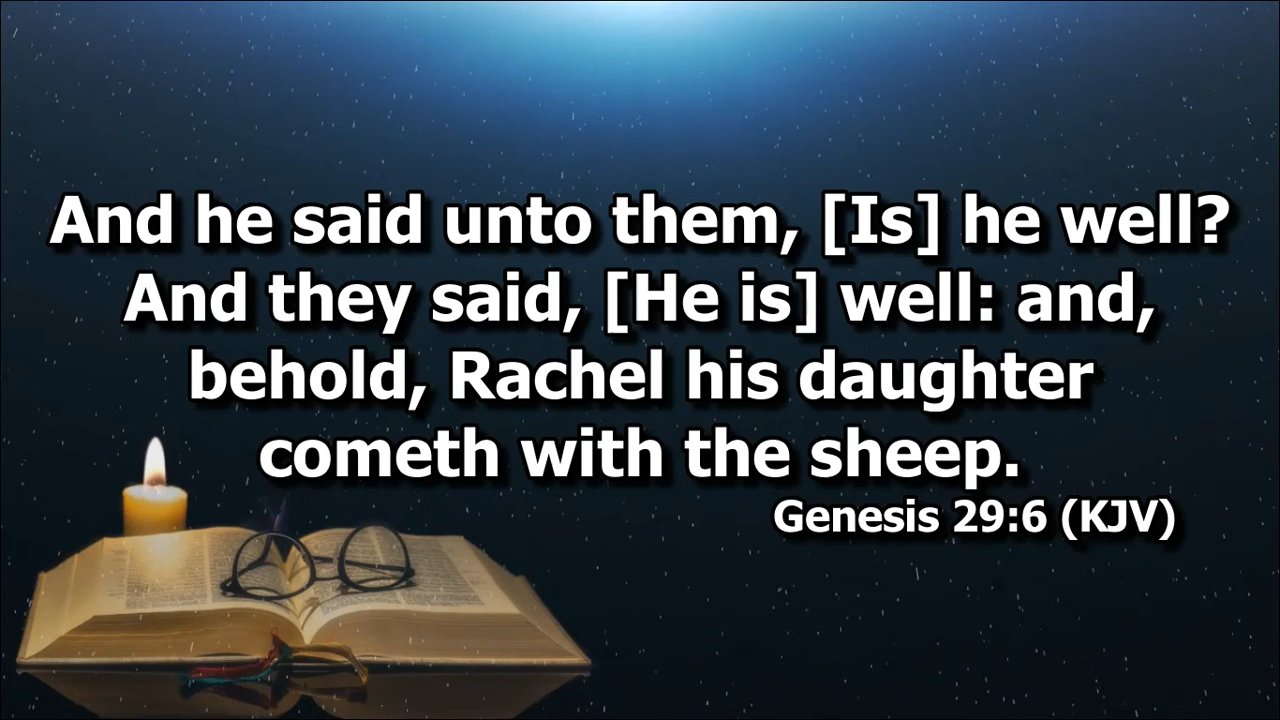 And he said unto them, [Is] he well?
And they said, [He is] well: and,
behold, Rachel his daughter
cometh with the sheep.
Genesis 29:6 (KJV)